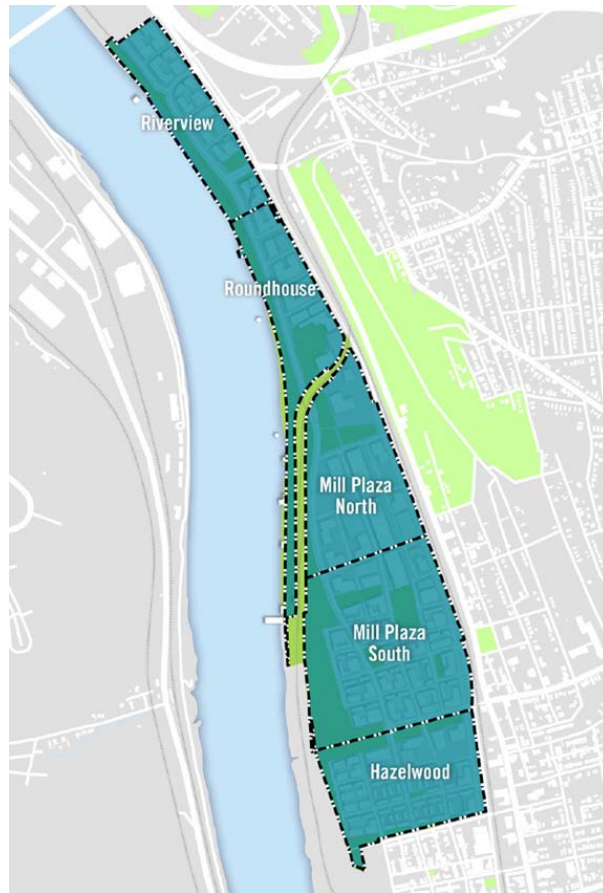 Riverview
Roundhouse
Mill Plaza
North
Mill Plaza
South
Hazelwood